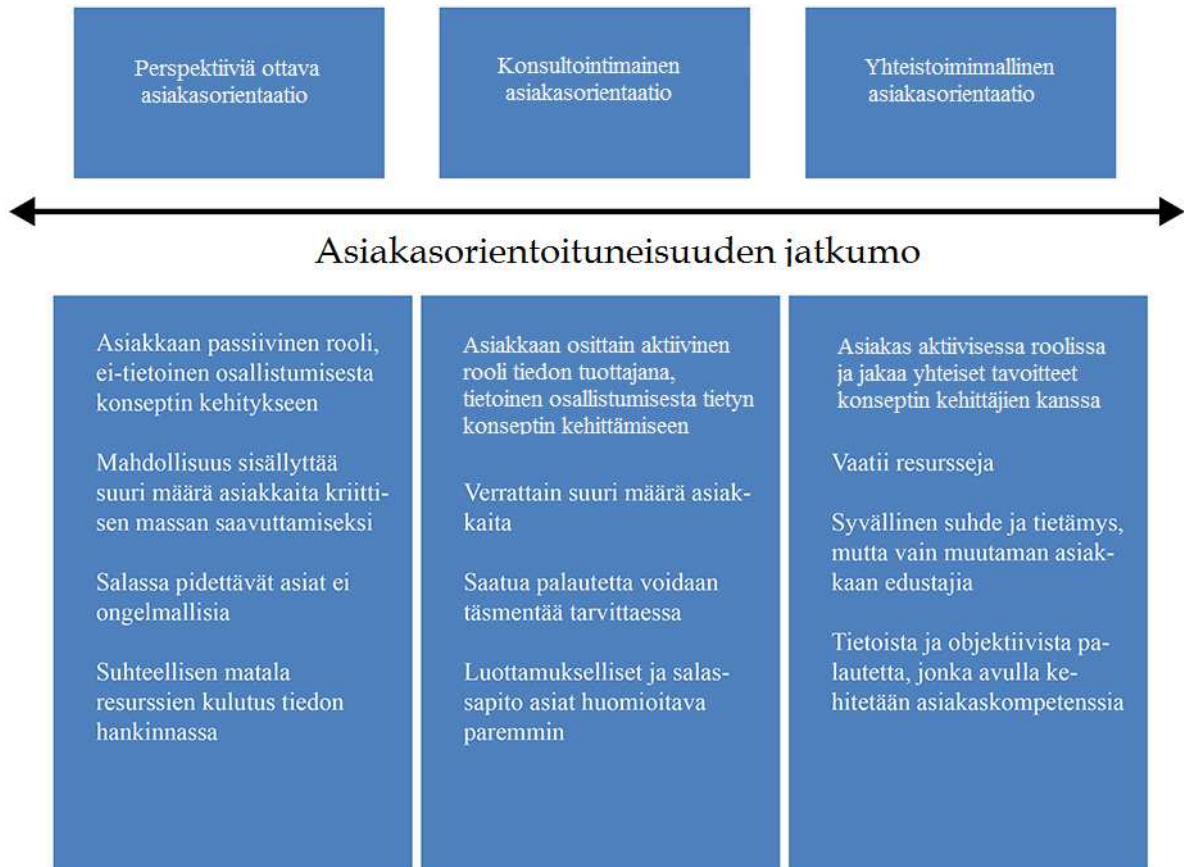 Perspektiiviä ottava
asiakasorientaatio
Konsultointimainen
asiakasorientaatio
Yhteistoiminnallinen
asiakasorientaatio
Asiakasorientoituneisuuden jatkumo
Asiakkaan passiivinen rooli,
ei-tietoinen osallistumisesta
konseptin kehitykseen
Mahdollisuus sisällyttää
suuri määrä asiakkaita kriitti-
sen massan saavuttamiseksi
Salassa pidettävät asiat ei
ongelmallisia
Suhteellisen matala
resurssien kulutus tiedon
hankinnassa
Asiakkaan osittain aktiivinen
rooli tiedon tuottajana,
tietoinen osallistumisesta tietyn
konseptin kehittämiseen
Verrattain suuri määrä asiak-
kaita
Saatua palautetta voidaan
täsmentää tarvittaessa
Luottamukselliset ja salas-
sapito asiat huomioitava
paremmin
Asiakas aktiivisessa roolissa
ja jakaa yhteiset tavoitteet
konseptin kehittäjien kanssa
Vaatii resursseja
Syvällinen suhde ja tietämys,
mutta vain muutaman asiak-
kaan edustajia
Tietoista ja objektiivista pa-
lautetta, jonka avulla ke-
hitetään asiakaskompetenssia